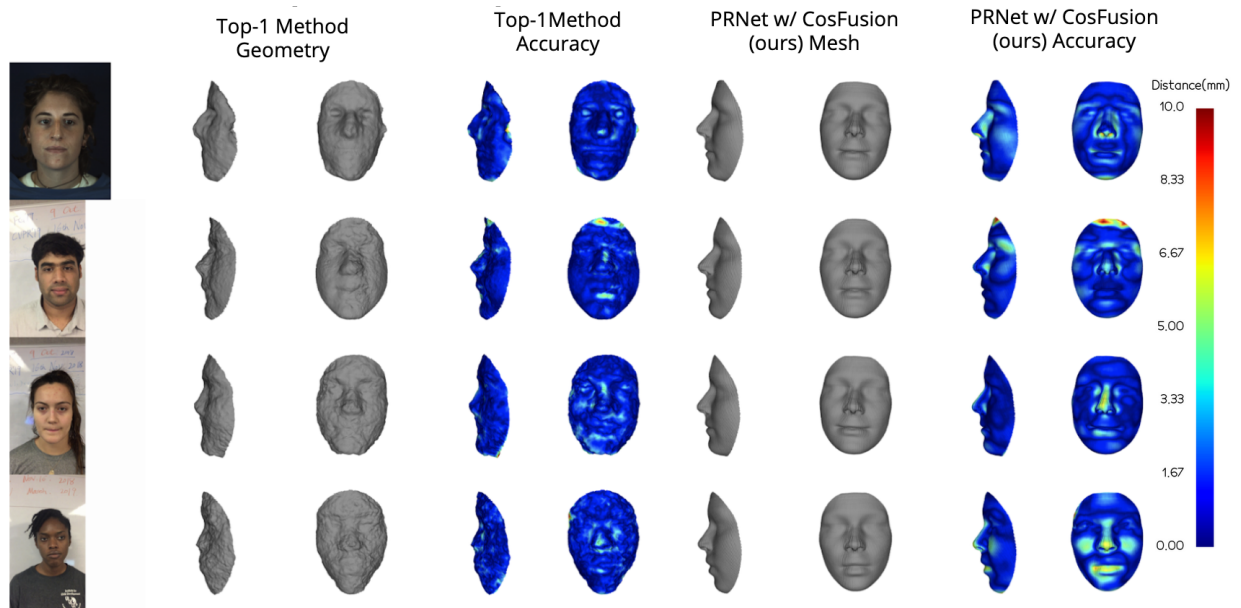 Top-1 Method
Geometry
Top-1Method
Accuracy
PRNet w/ CosFusion
(ours) Mesh
PRNet w/ CosFusion
(ours) Accuracy
Distance(mm)
10.0
8.33
6.67
5.00
3.33
1.67
0.00